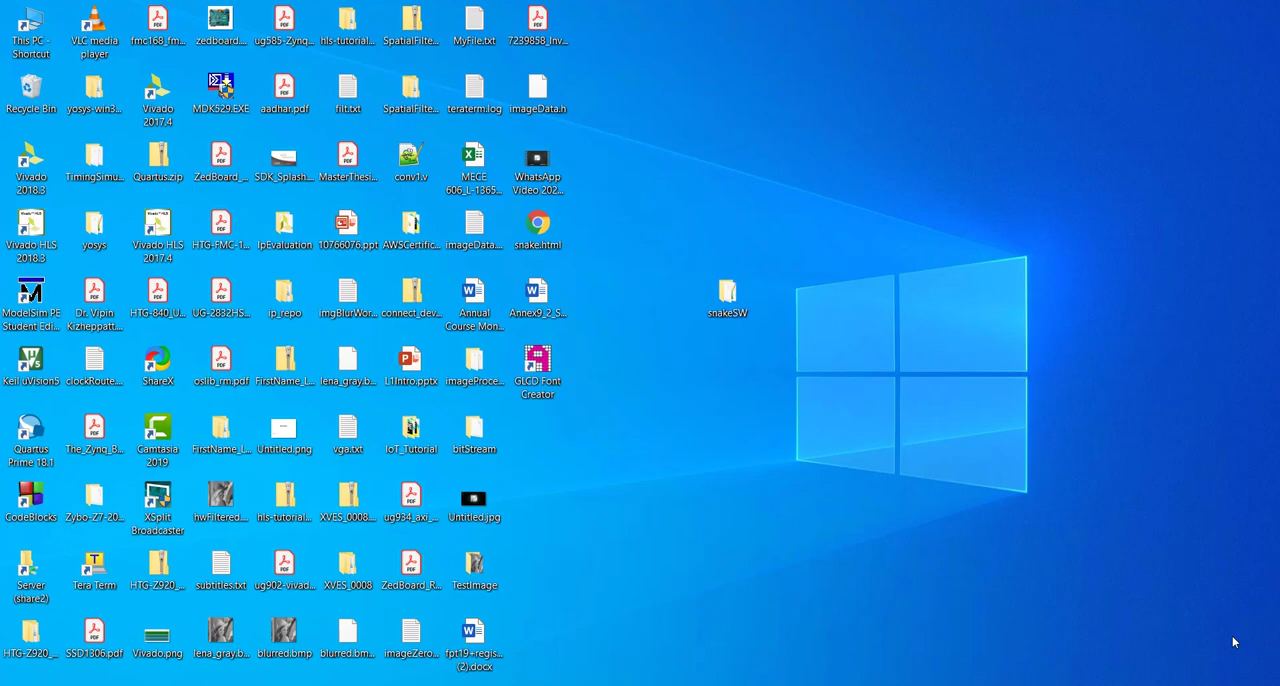 This PC -
Shortcut
VLC media
player
fmc168_fm...
zedboard...
ug585-Zynq...
hls-tutorial...
SpatialFilte...
MyFile.txt
7239858_Inv...
Recycle Bin
yosys-win3...
Vivado
2017.4
MDK529.EXE
aadhar.pdf
filt.txt
SpatialFilte...
teraterm.log
imageData.h
Vivado
2018.3
TimingSimu...
Quartus.zip
ZedBoard_...
SDK_Splash....
MasterThesi...
conv1.v
MECE
606_L-1365...
WhatsApp
Video 202...
Vivado HLS
2018.3
yosys
Vivado HLS
2017.4
HTG-FMC-1...
IpEvaluation
10766076.ppt
AWSCertific...
imageData....
snake.html
ModelSim PE
Student Edi...
Dr. Vipin
Kizheppatt...
HTG-840_U...
UG-2832HS...
ip_repo
imgBlurWor...
connect_dev...
Annual
Course Mon...
Annex9_2_S...
snakeSW
Keil uVision5
clockRoute....
ShareX
oslib_rm.pdf
FirstName_L...
lena_gray.b...
L1Intro.pptx
imageProce...
GLCD Font
Creator
Quartus
Prime 18.1
The_Zynq_B...
Camtasia
2019
FirstName_L...
Untitled.png
vga.txt
IoT_Tutorial
bitStream
CodeBlocks
Zybo-Z7-20...
XSplit
Broadcaster
hwFiltered....
hls-tutorial...
XVES_0008....
ug934_axi_...
Untitled.jpg
Server
(share2)
Tera Term
HTG-Z920_...
subtitles.txt
ug902-vivad...
XVES_0008
ZedBoard_R...
TestImage
HTG-Z920_...
SSD1306.pdf
Vivado.png
lena_gray.b...
blurred.bmp
blurred.bm...
imageZero...
fpt19+regis...
(2).docx